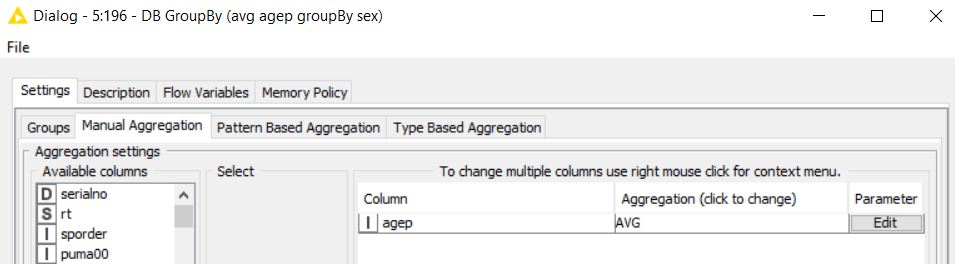 Dialog - 5:196 - DB GroupBy (avg agep groupBy sex)
File
Settings Description Flow Variables Memory Policy
Groups Manual Aggregation Pattern Based Aggregation Type Based Aggregation
Aggregation settings
Available columns Select To change multiple columns use right mouse click for context menu.
D serialno
S rt
I sporder
I puma00
Column Aggregation (click to change) Parameter
I agep AVG Edit